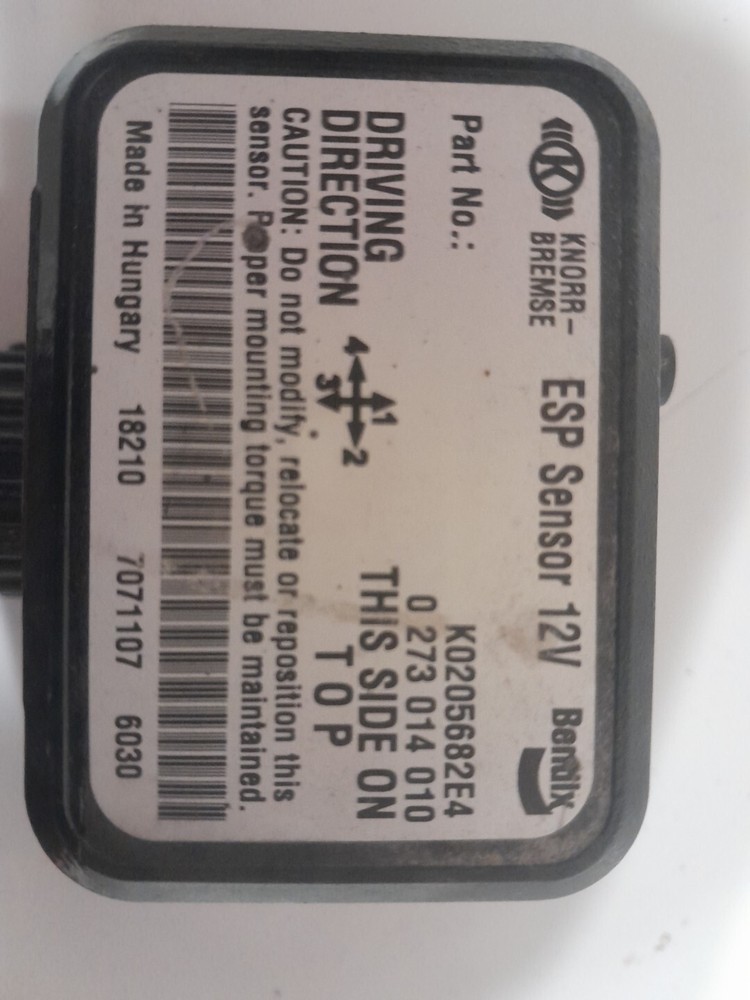 KNORR-
BREMSE
ESP Sensor 12V
Bendix
Part No.:
K0205682E4
0 273 014 010
DRIVING
DIRECTION
1
2
3
4
THIS SIDE ON
TOP
CAUTION: Do not modify, relocate or reposition this
sensor. Proper mounting torque must be maintained.
Made in Hungary 18210 7071107 6030